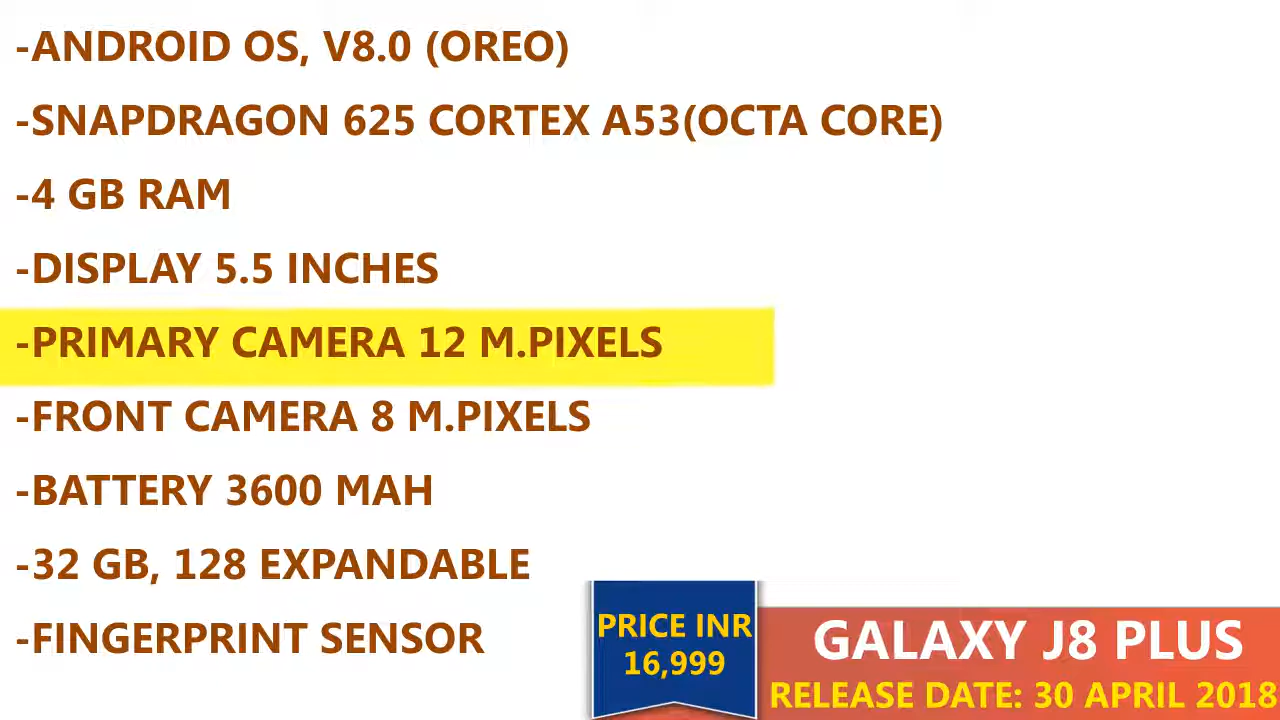 -ANDROID OS, V8.0 (OREO)
-SNAPDRAGON 625 CORTEX A53(OCTA CORE)
-4 GB RAM
-DISPLAY 5.5 INCHES
-PRIMARY CAMERA 12 M.PIXELS
-FRONT CAMERA 8 M.PIXELS
-BATTERY 3600 MAH
-32 GB, 128 EXPANDABLE
-FINGERPRINT SENSOR
PRICE INR
16,999
GALAXY J8 PLUS
RELEASE DATE: 30 APRIL 2018